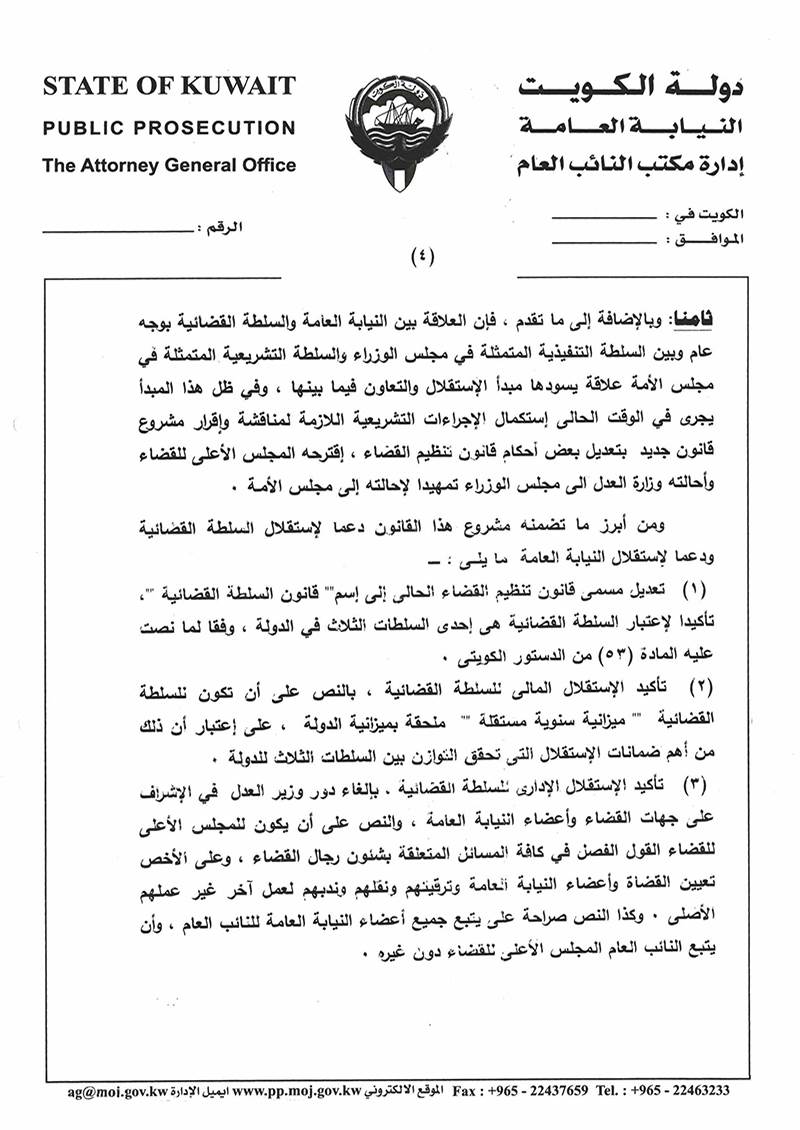 STATE OF KUWAIT
PUBLIC PROSECUTION
The Attorney General Office
دولة الكويت
دولـــة الـكـويـت
النـيـابـة العـامـة
إدارة مكتب النائب العام
الكويت في :
الموافـــق :
الرقم :
(٤)
ثامنا: وبالإضافة إلى ما تقدم ، فإن العلاقة بين النيابة العامة والسلطة القضائية بوجه
عام وبين السلطة التنفيذية المتمثلة في مجلس الوزراء والسلطة التشريعية المتمثلة في
مجلس الأمة علاقة يسودها مبدأ الإستقلال والتعاون فيما بينها ، وفي ظل هذا المبدأ
يجرى في الوقت الحالى إستكمال الإجراءات التشريعية اللازمة لمناقشة وإقرار مشروع
قانون جديد بتعديل بعض أحكام قانون تنظيم القضاء ، إقترحه المجلس الأعلى للقضاء
وأحالته وزارة العدل الى مجلس الوزراء تمهيدا لإحالته إلى مجلس الأمة .
ومن أبرز ما تضمنه مشروع هذا القانون دعما لإستقلال السلطة القضائية
ودعما لإستقلال النيابة العامة ما يلى : ــ
(١) تعديل مسمى قانون تنظيم القضاء الحالى إلى إسم"" قانون السلطة القضائية "",
تأكيدا لإعتبار السلطة القضائية هى إحدى السلطات الثلاث في الدولة ، وفقا لما نصت
عليه المادة (٥٣) من الدستور الكويتى .
(٢) تأكيد الإستقلال المالى للسلطة القضائية ، بالنص على أن تكون للسلطة
القضائية "" ميزانية سنوية مستقلة "" ملحقة بميزانية الدولة ، على إعتبار أن ذلك
من أهم ضمانات الإستقلال التى تحقق التوازن بين السلطات الثلاث للدولة .
(٣) تأكيد الإستقلال الإدارى للسلطة القضائية . بالغاء دور وزير العدل في الإشراف
على جهات القضاء وأعضاء النيابة العامة ، والنص على أن يكون للمجلس الأعلى
للقضاء القول الفصل في كافة المسائل المتعلقة بشئون رجال القضاء ، وعلى الأخص
تعيين القضاة وأعضاء النيابة العامة وترقيتهم ونقلهم وندبهم لعمل آخر غير عملهم
الأصلى . وكذا النص صراحة على يتبع جميع أعضاء النيابة العامة للنائب العام ، وأن
يتبع النائب العام المجلس الأعلى للقضاء دون غيره .
ag@moj.gov.kw ايميل الإدارة www.pp.moj.gov.kw الموقع الالكتروني Fax : +965 - 22437659 Tel. : +965 - 22463233